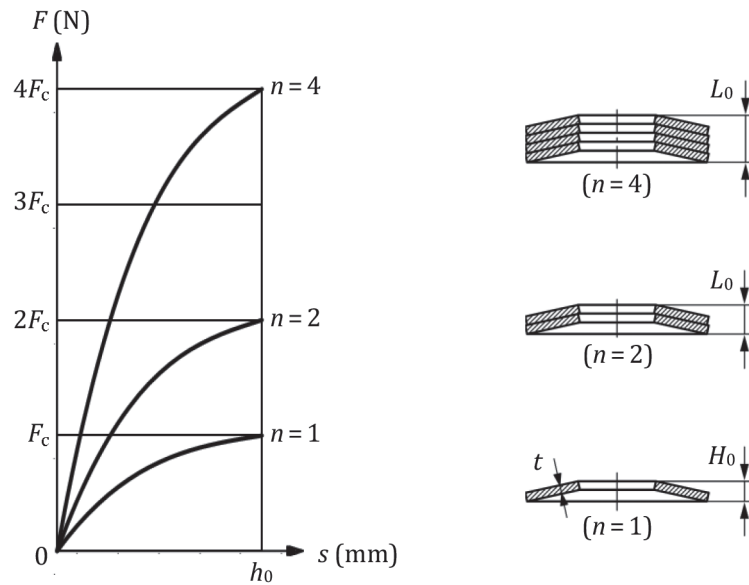 F (N)
4Fc
n = 4
3Fc
2Fc
n = 2
Fc
n = 1
0
h0
s (mm)
L0
(n = 4)
L0
(n = 2)
t
H0
(n = 1)